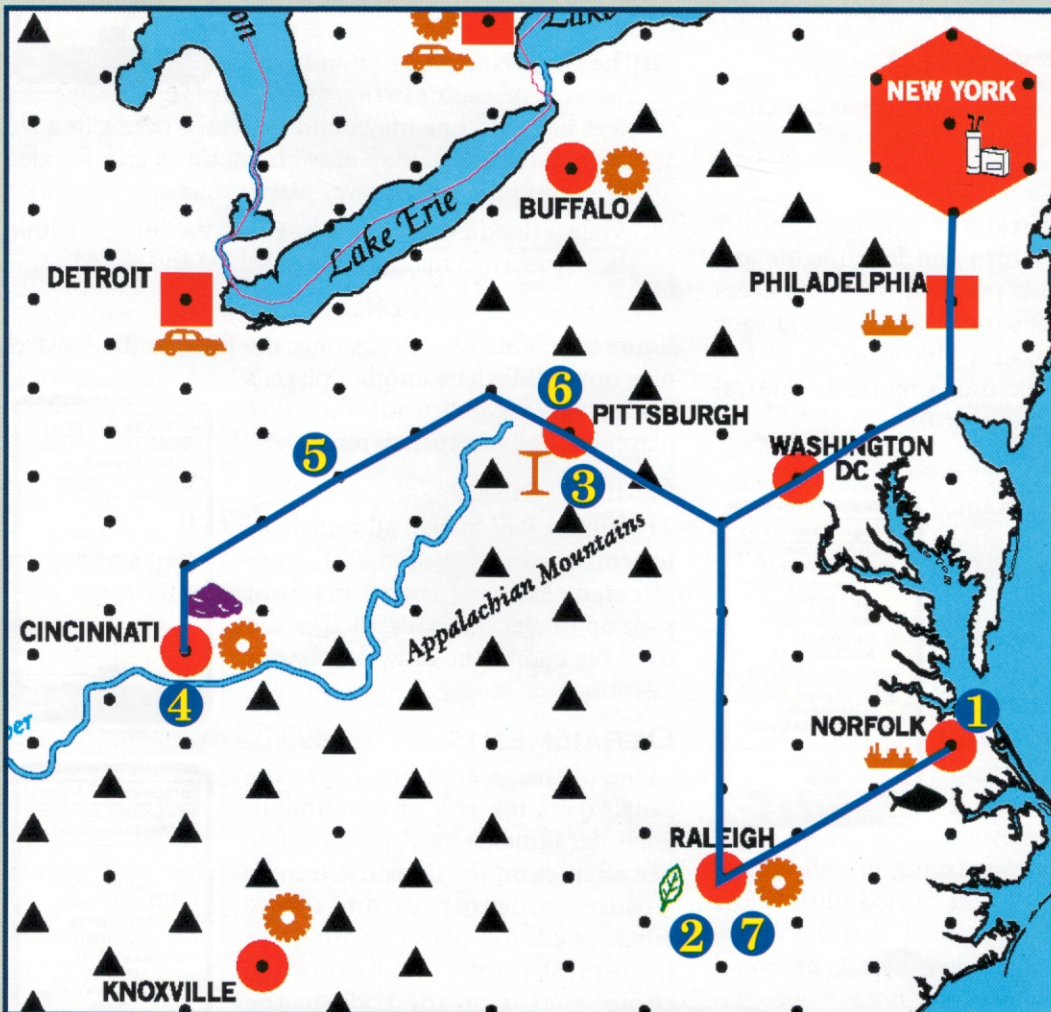 Lake
NEW YORK
BUFFALO
Lake Erie
DETROIT
PHILADELPHIA
6
PITTSBURGH
5
WASHINGTON
DC
3
Appalachian Mountains
CINCINNATI
4
1
NORFOLK
RALEIGH
2 7
KNOXVILLE